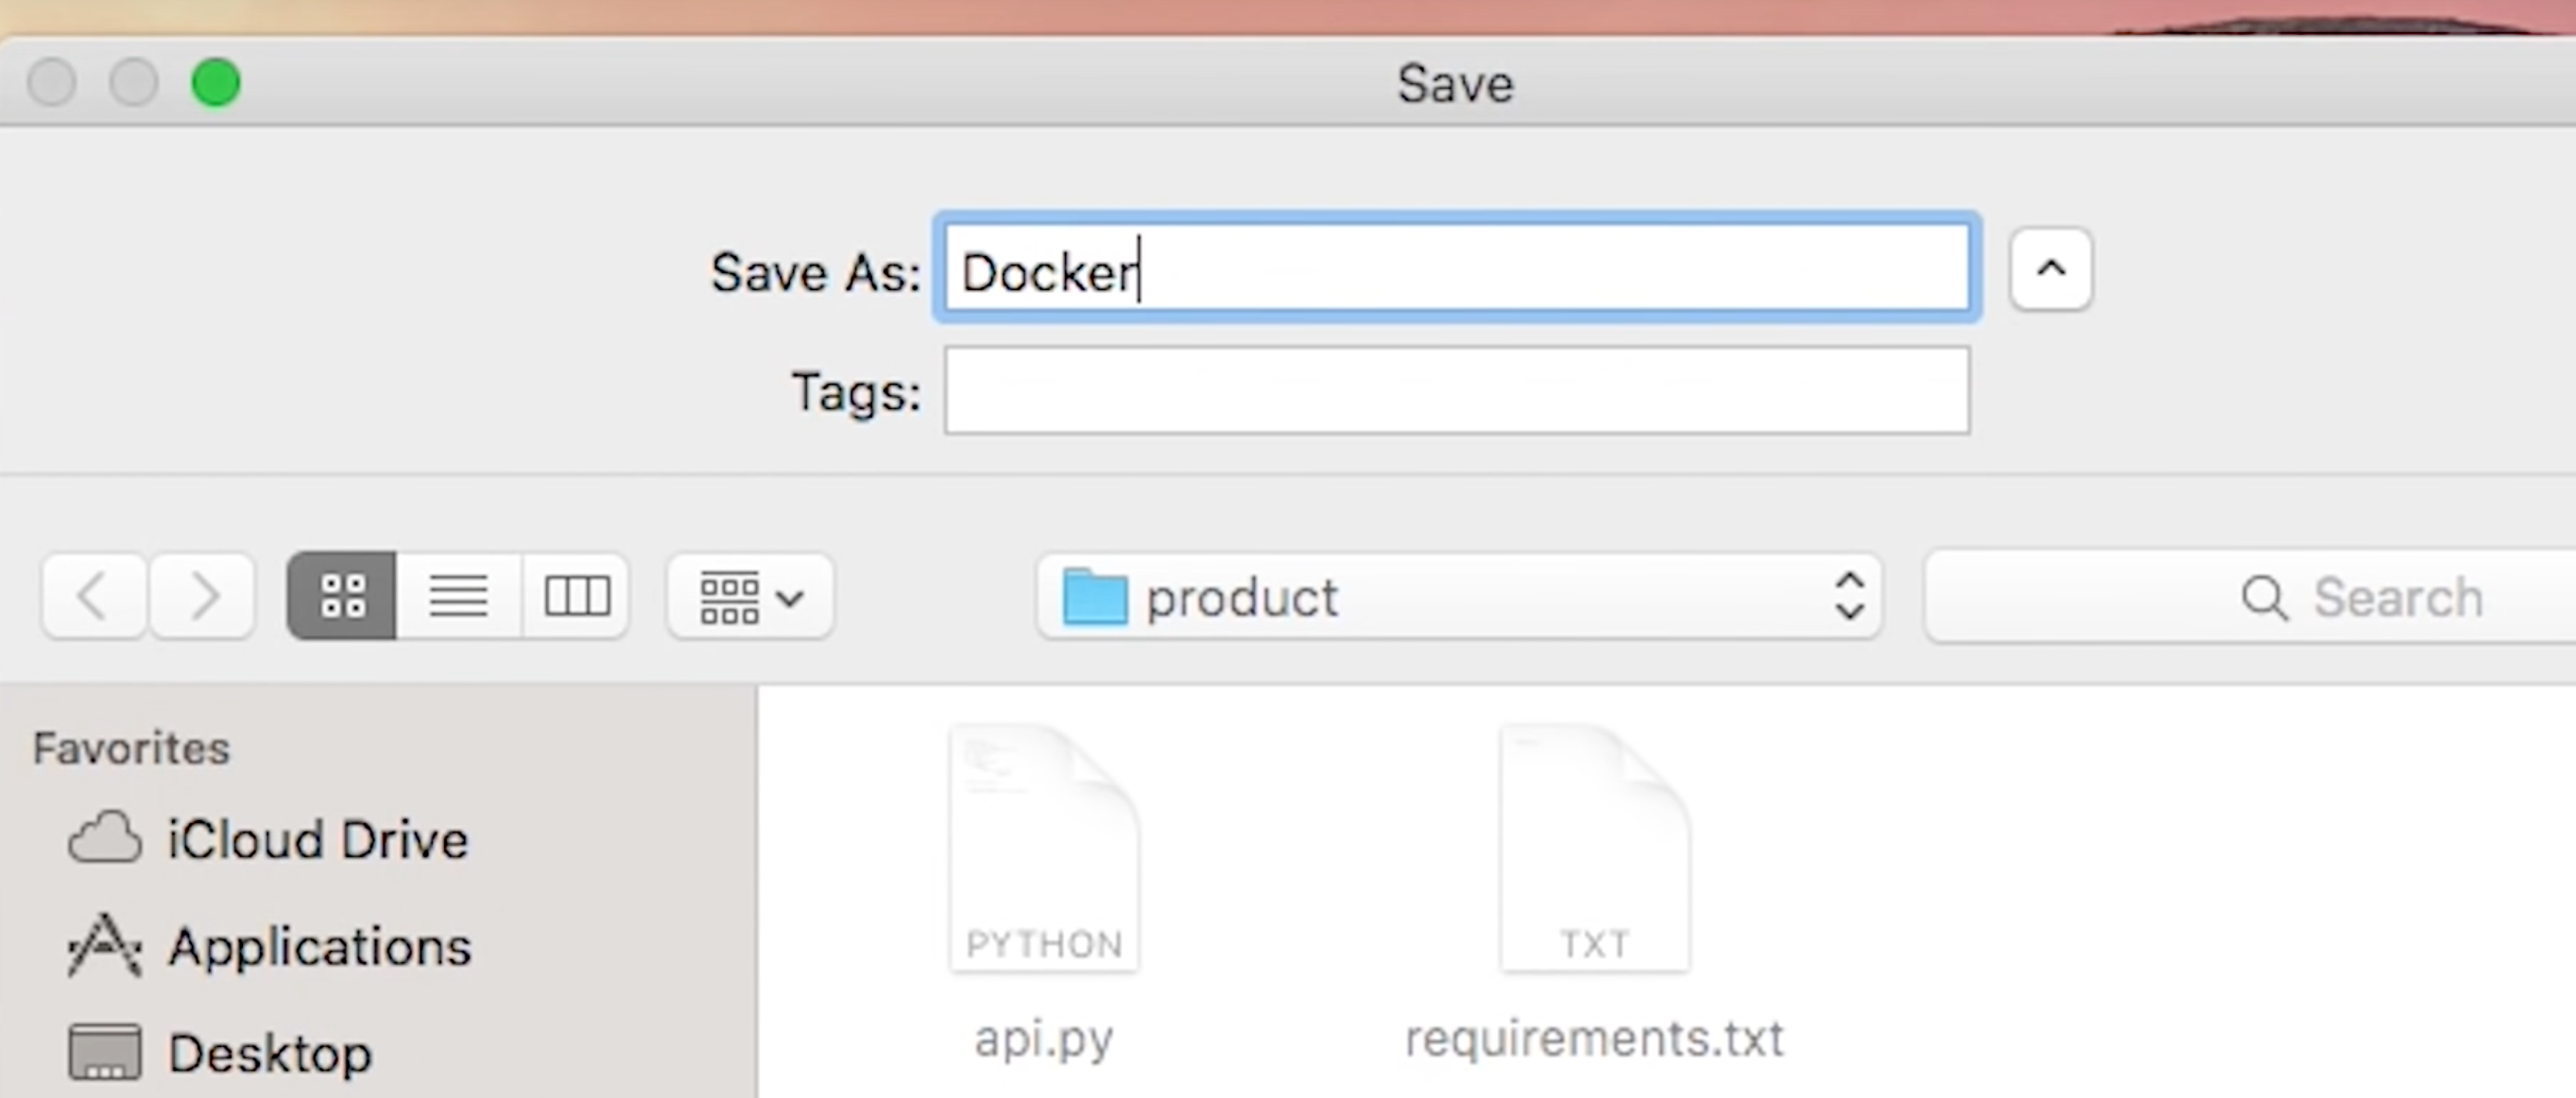 Save
Save As: Docker
Tags:
product
Search
Favorites
iCloud Drive
Applications
Desktop
PYTHON
api.py
TXT
requirements.txt